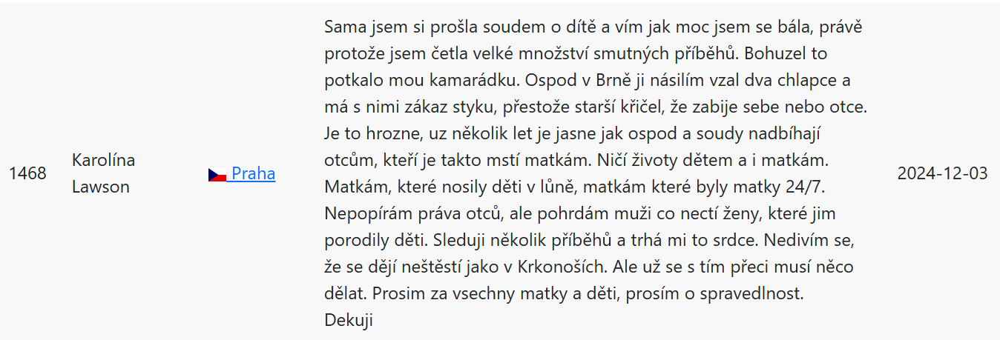 1468
Karolína
Lawson
Praha
Sama jsem si prošla soudem o dítě a vím jak moc jsem se bála, právě
protože jsem četla velké množství smutných příběhů. Bohuzel to
potkalo mou kamarádku. Ospod v Brně ji násilím vzal dva chlapce a
má s nimi zákaz styku, přestože starší křičel, že zabije sebe nebo otce.
Je to hrozne, uz několik let je jasne jak ospod a soudy nadbíhají
otcům, kteří je takto mstí matkám. Ničí životy dětem a i matkám.
Matkám, které nosily děti v lůně, matkám které byly matky 24/7.
Nepopírám práva otců, ale pohrdám muži co nectí ženy, které jim
porodily děti. Sleduji několik příběhů a trhá mi to srdce. Nedivím se,
že se dějí neštěstí jako v Krkonoších. Ale už se s tím přeci musí něco
dělat. Prosim za vsechny matky a děti, prosím o spravedlnost.
Dekuji
2024-12-03